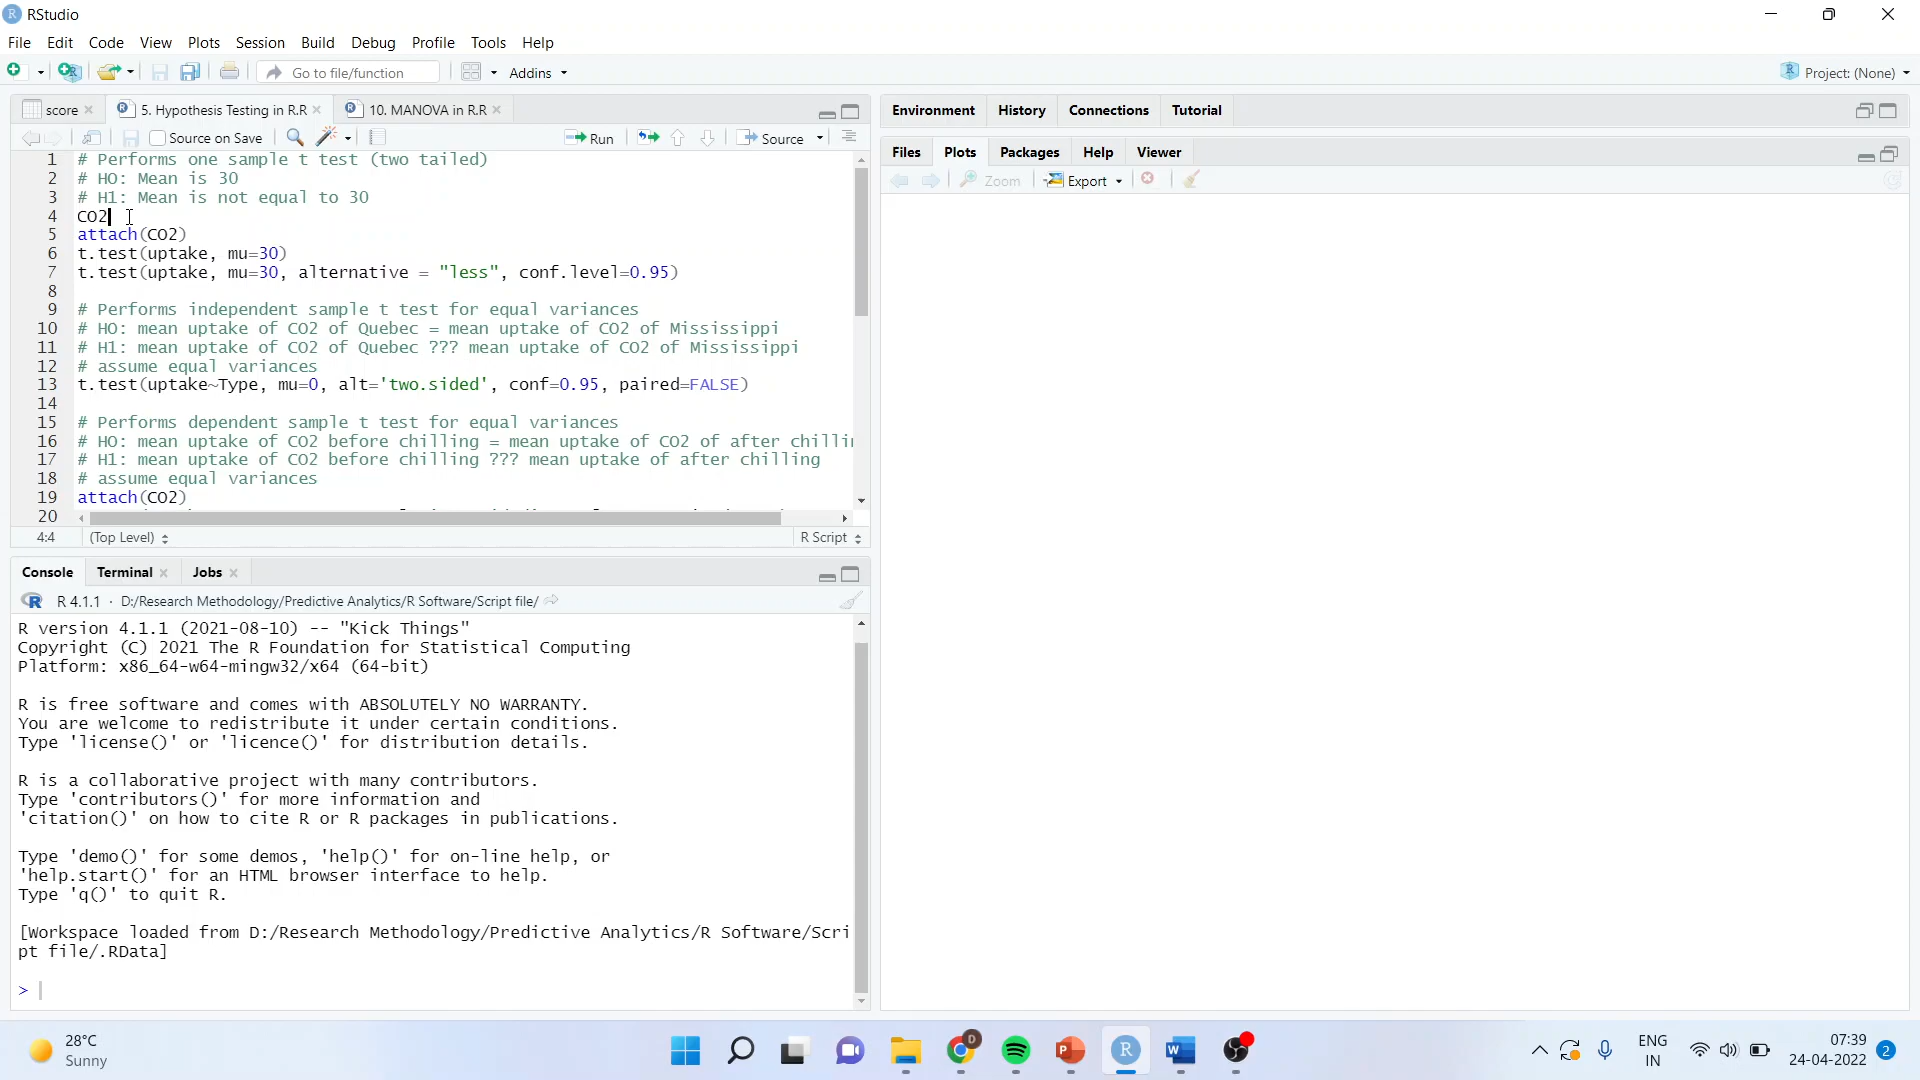 RStudio
File Edit Code View Plots Session Build Debug Profile Tools Help
Go to file/function Addins Project: (None)
score 5. Hypothesis Testing in R.R 10. MANOVA in R.R
Source on Save Run Source
1 # Performs one sample t test (two tailed)
2 # HO: Mean is 30
3 # H1: Mean is not equal to 30
4 CO2
5 attach(CO2)
6 t.test(uptake, mu=30)
7 t.test(uptake, mu=30, alternative = "less", conf.level=0.95)
8
9 # Performs independent sample t test for equal variances
10 # HO: mean uptake of CO2 of Quebec = mean uptake of CO2 of Mississippi
11 # H1: mean uptake of CO2 of Quebec ??? mean uptake of CO2 of Mississippi
12 # assume equal variances
13 t.test(uptake~Type, mu=0, alt='two.sided', conf=0.95, paired=FALSE)
14
15 # Performs dependent sample t test for equal variances
16 # HO: mean uptake of CO2 before chilling = mean uptake of CO2 of after chillin
17 # H1: mean uptake of CO2 before chilling ??? mean uptake of after chilling
18 # assume equal variances
19 attach(CO2)
20
4:4 (Top Level) R Script
Console Terminal Jobs
R 4.1.1 · D:/Research Methodology/Predictive Analytics/R Software/Script file/
R version 4.1.1 (2021-08-10) -- "Kick Things"
Copyright (C) 2021 The R Foundation for Statistical Computing
Platform: x86_64-w64-mingw32/x64 (64-bit)
R is free software and comes with ABSOLUTELY NO WARRANTY.
You are welcome to redistribute it under certain conditions.
Type 'license()' or 'licence()' for distribution details.
R is a collaborative project with many contributors.
Type 'contributors()' for more information and
'citation()' on how to cite R or R packages in publications.
Type 'demo()' for some demos, 'help()' for on-line help, or
'help.start()' for an HTML browser interface to help.
Type 'q()' to quit R.
[Workspace loaded from D:/Research Methodology/Predictive Analytics/R Software/Scri
pt file/.RData]
>
Environment History Connections Tutorial
Files Plots Packages Help Viewer
Zoom Export
28°C
Sunny
ENG
IN
07:39
24-04-2022
2